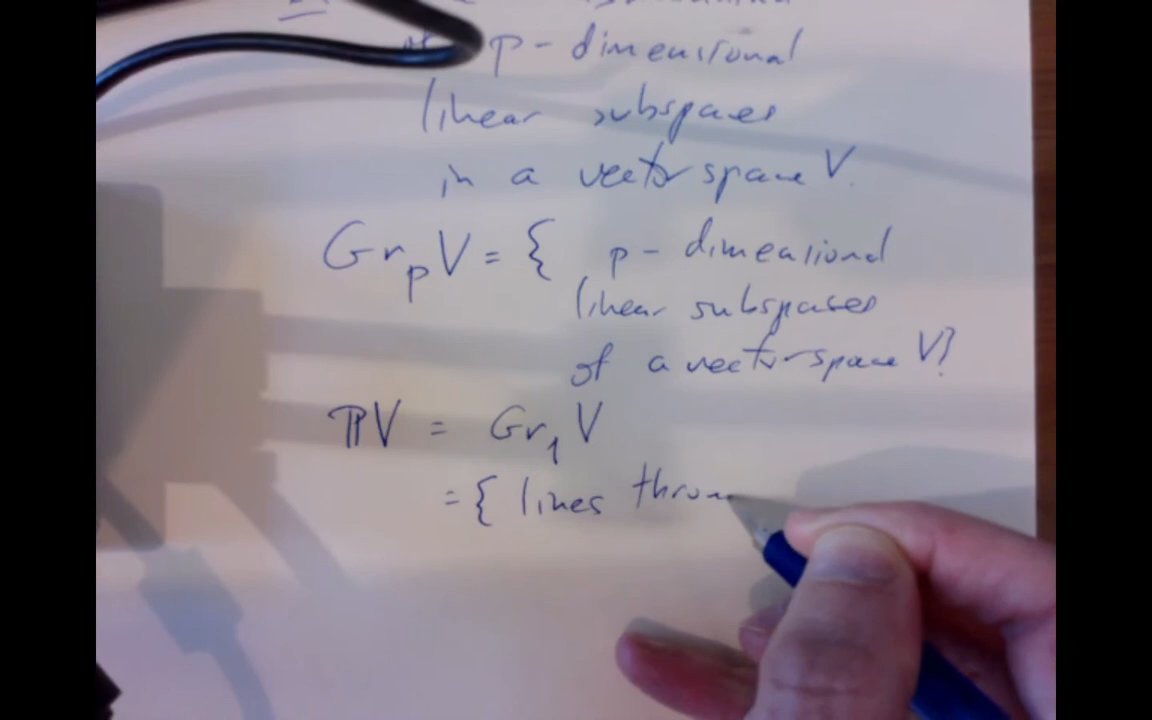 p - dimensional
linear subspaces
in a vector space V.
Gr_p V = { p - dimensional
linear subspaces
of a vector space V}
ℙV = Gr_1 V
= { lines throu